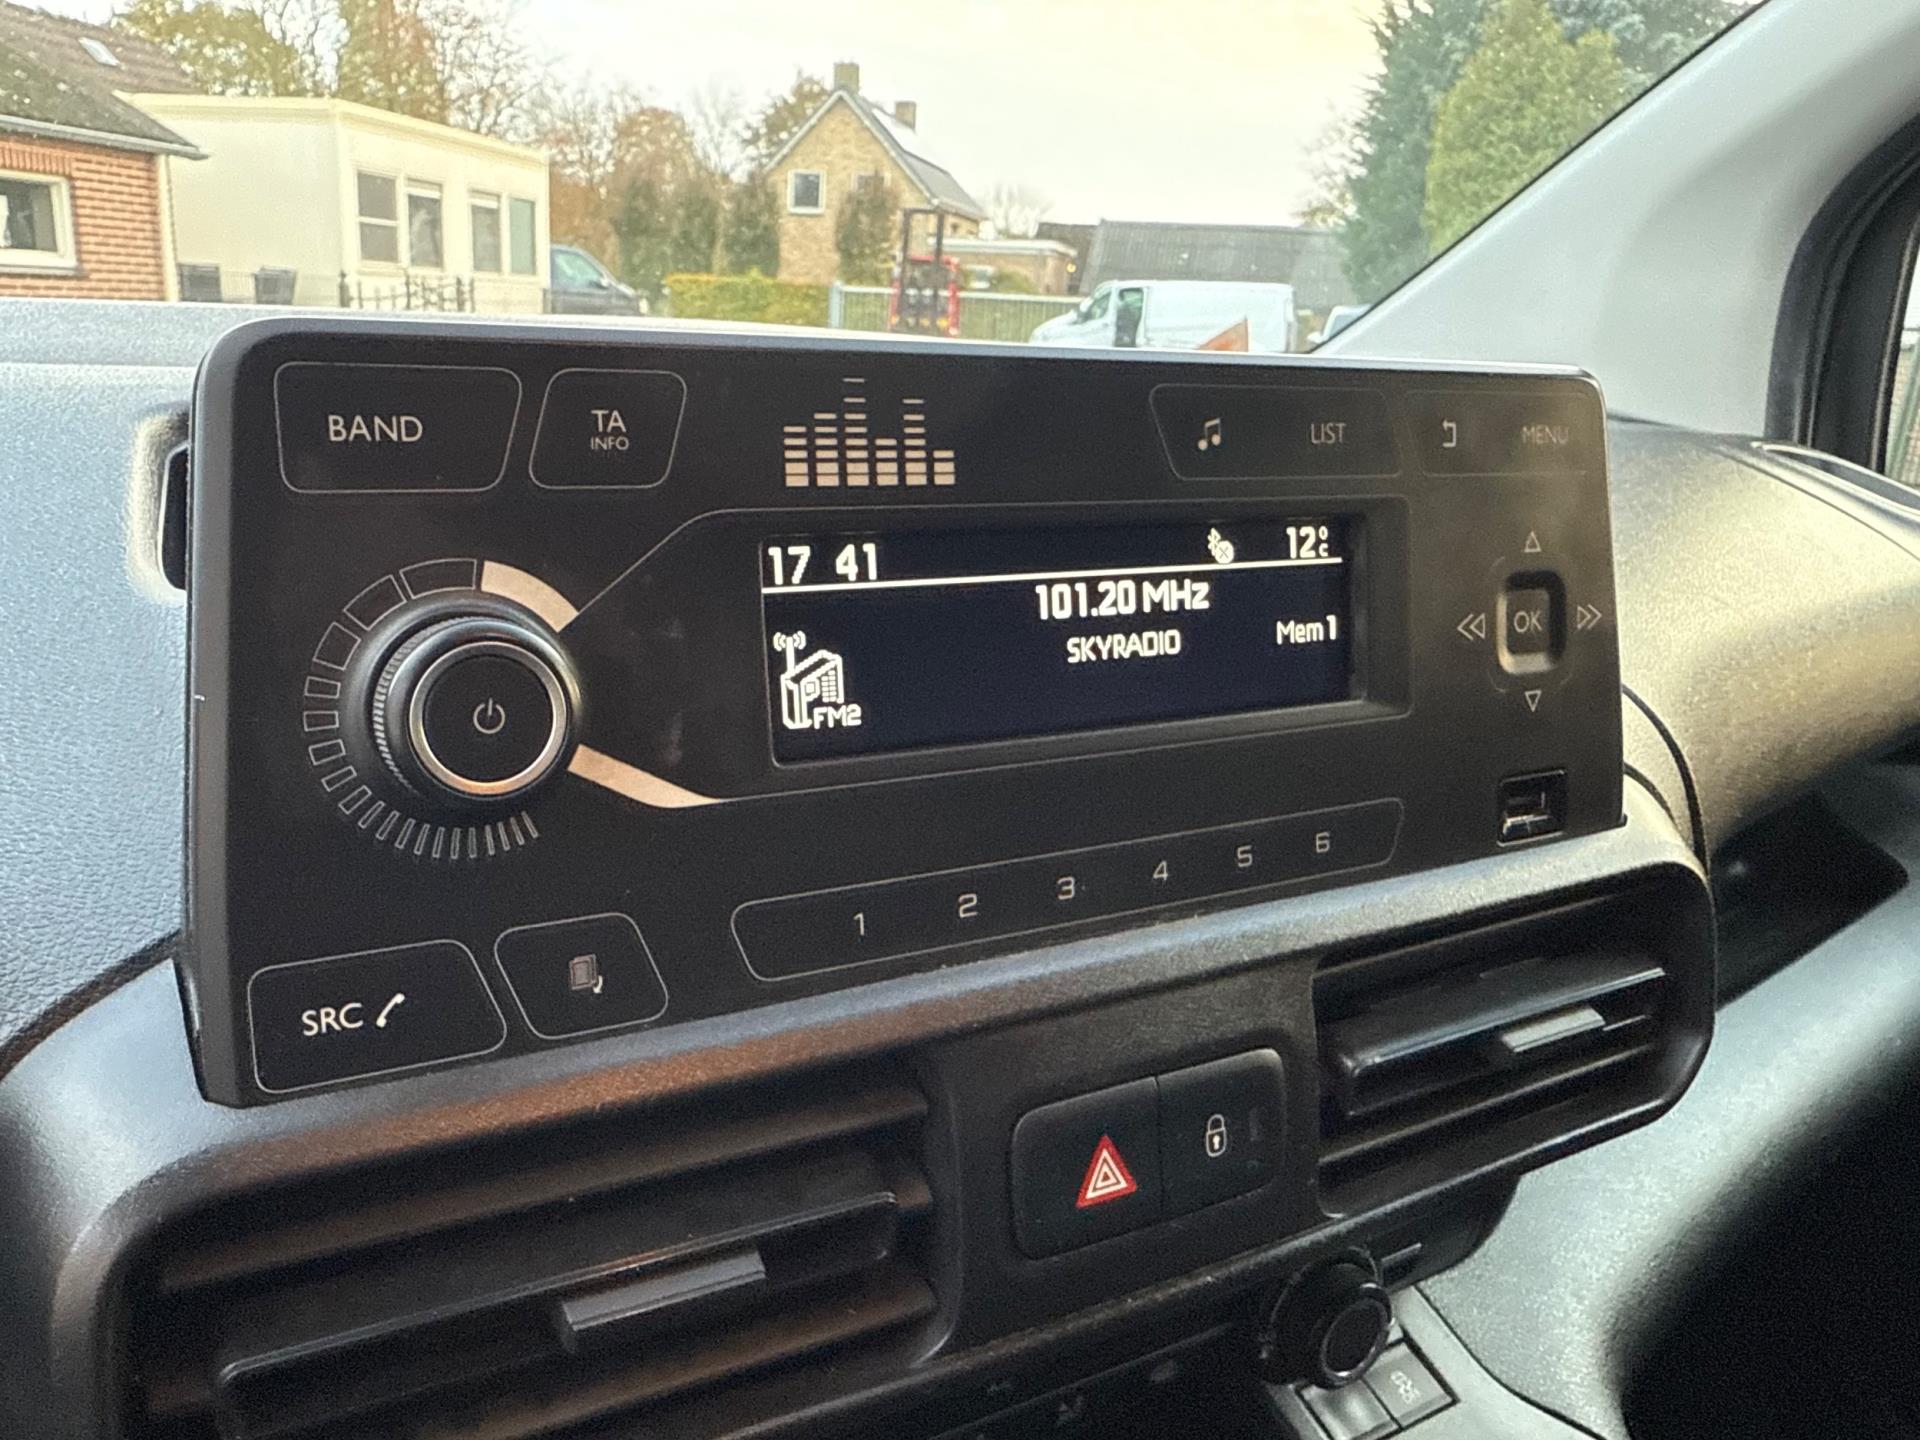 BAND
TA
INFO
LIST
MENU
17 41
12°C
101.20 MHz
SKYRADIO
Mem 1
FM2
OK
1 2 3 4 5 6
SRC